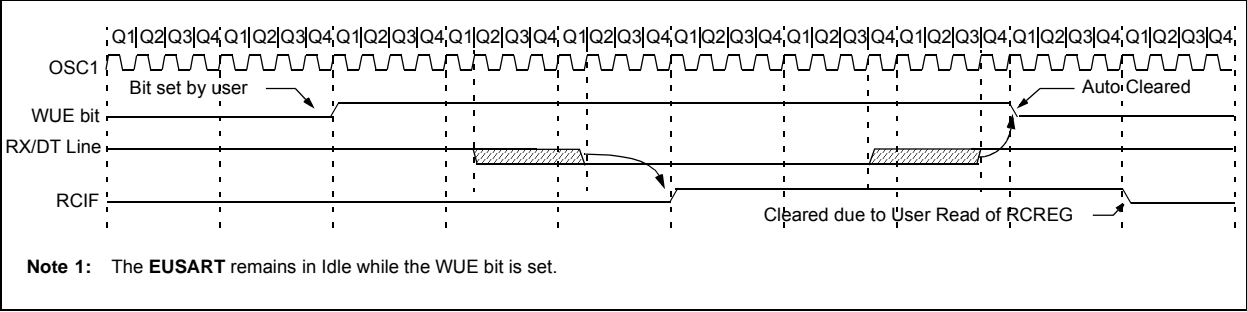 Q1 Q2 Q3 Q4 Q1 Q2 Q3 Q4 Q1 Q2 Q3 Q4 Q1 Q2 Q3 Q4 Q1 Q2 Q3 Q4 Q1 Q2 Q3 Q4 Q1 Q2 Q3 Q4 Q1 Q2 Q3 Q4 Q1 Q2 Q3 Q4 Q1 Q2 Q3 Q4
OSC1
Bit set by user
Auto Cleared
WUE bit
RX/DT Line
RCIF
Cleared due to User Read of RCREG
Note 1: The EUSART remains in Idle while the WUE bit is set.